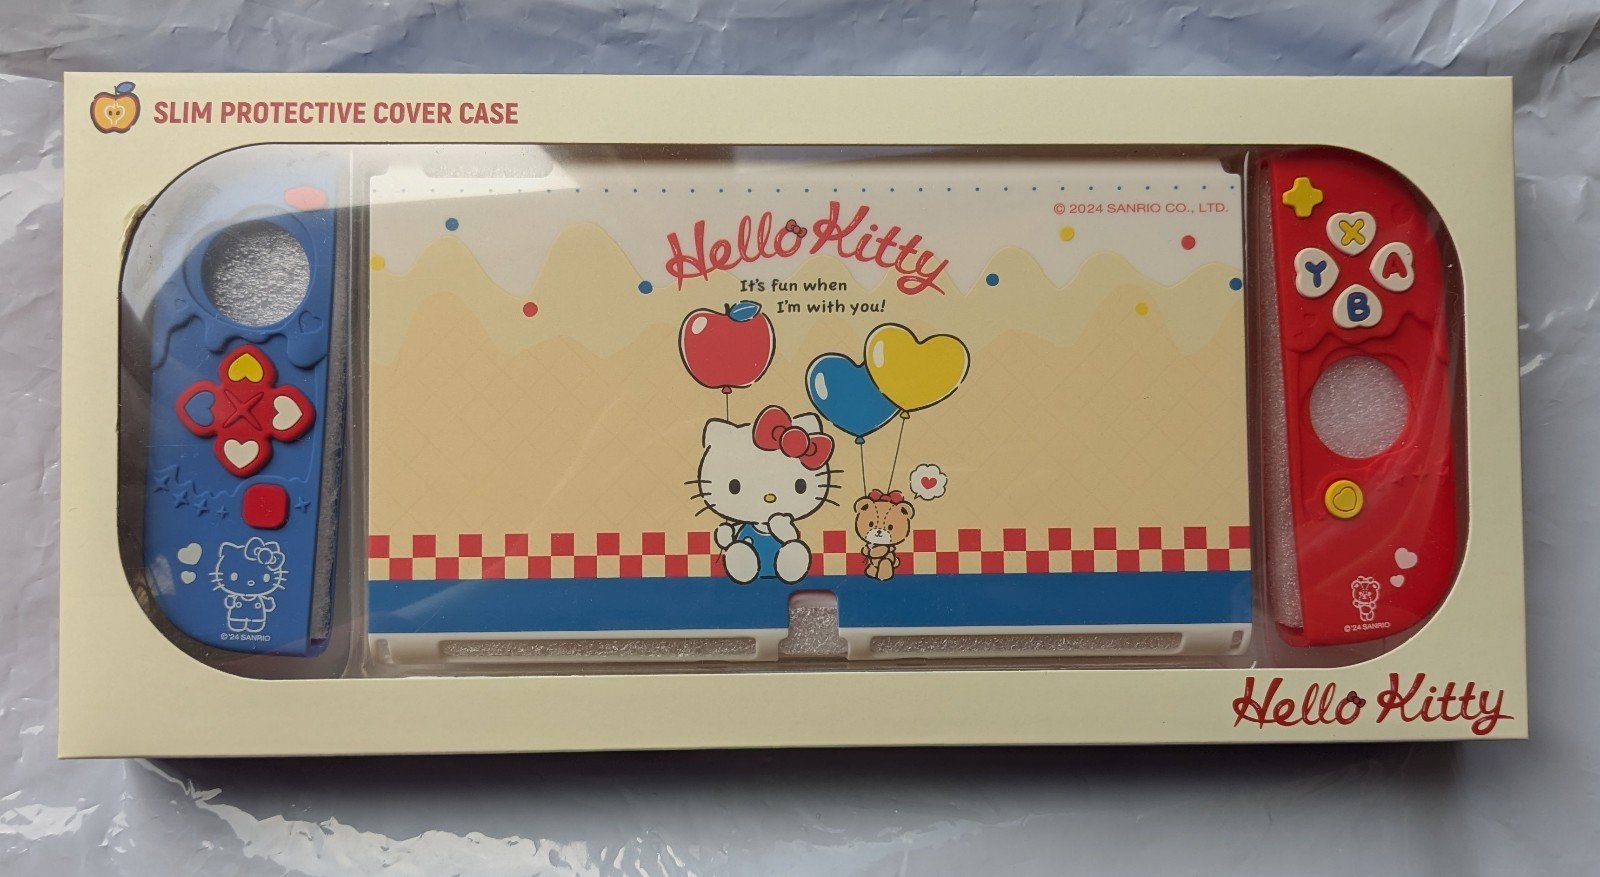 SLIM PROTECTIVE COVER CASE
© 2024 SANRIO CO., LTD.
Hello Kitty
It's fun when
I'm with you!
X
Y
A
B
©'24 SANRIO
©'24 SANRIO
Hello Kitty